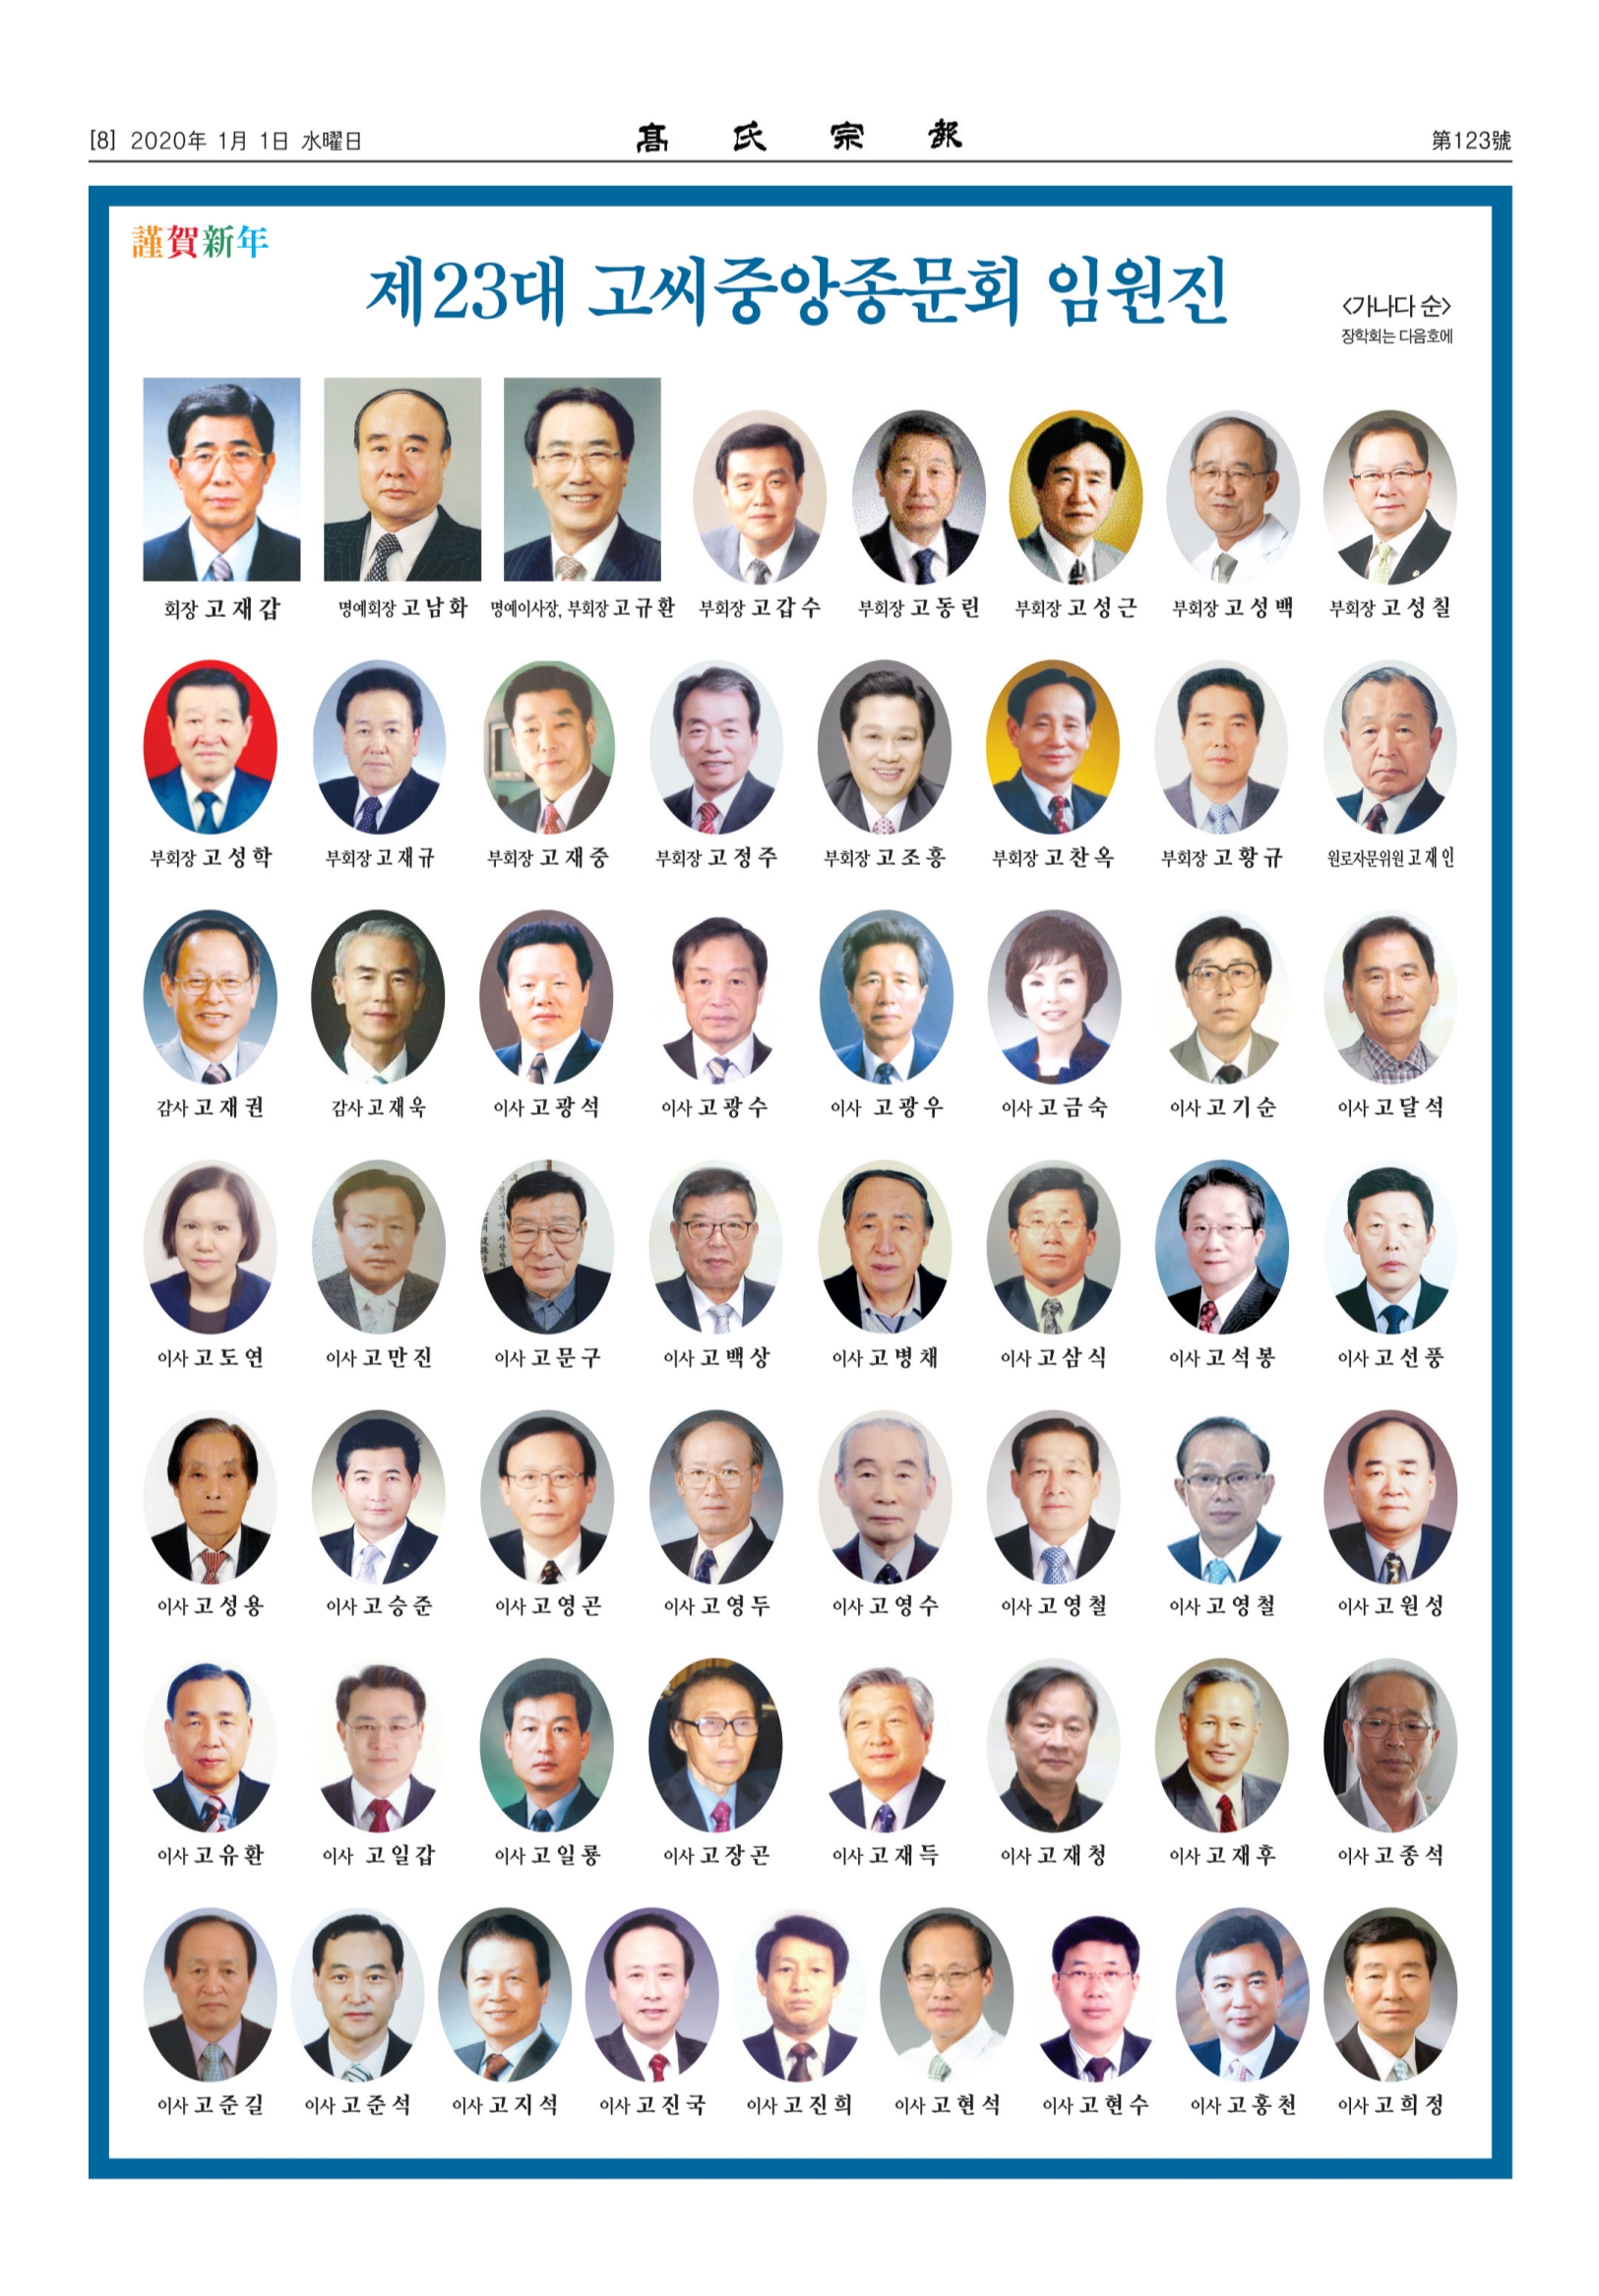 [8] 2020年 1月 1日 水曜日
高氏宗報
第123號
謹賀新年
제23대 고씨중앙종문회 임원진
<가나다 순>
장학회는 다음호에
회장 고재갑 명예회장 고남화 명예이사장, 부회장 고규환 부회장 고갑수 부회장 고동린 부회장 고성근 부회장 고성백 부회장 고성칠
부회장 고성학 부회장 고재규 부회장 고재중 부회장 고정주 부회장 고조흥 부회장 고찬옥 부회장 고황규 원로자문위원 고재인
감사 고재권 감사 고재욱 이사 고광석 이사 고광수 이사 고광우 이사 고금숙 이사 고기순 이사 고달석
이사 고도연 이사 고만진 이사 고문구 이사 고백상 이사 고병채 이사 고삼식 이사 고석봉 이사 고선풍
이사 고성용 이사 고승준 이사 고영곤 이사 고영두 이사 고영수 이사 고영철 이사 고영철 이사 고원성
이사 고유환 이사 고일갑 이사 고일룡 이사 고장곤 이사 고재득 이사 고재청 이사 고재후 이사 고종석
이사 고준길 이사 고준석 이사 고지석 이사 고진국 이사 고진희 이사 고현석 이사 고현수 이사 고홍천 이사 고희정